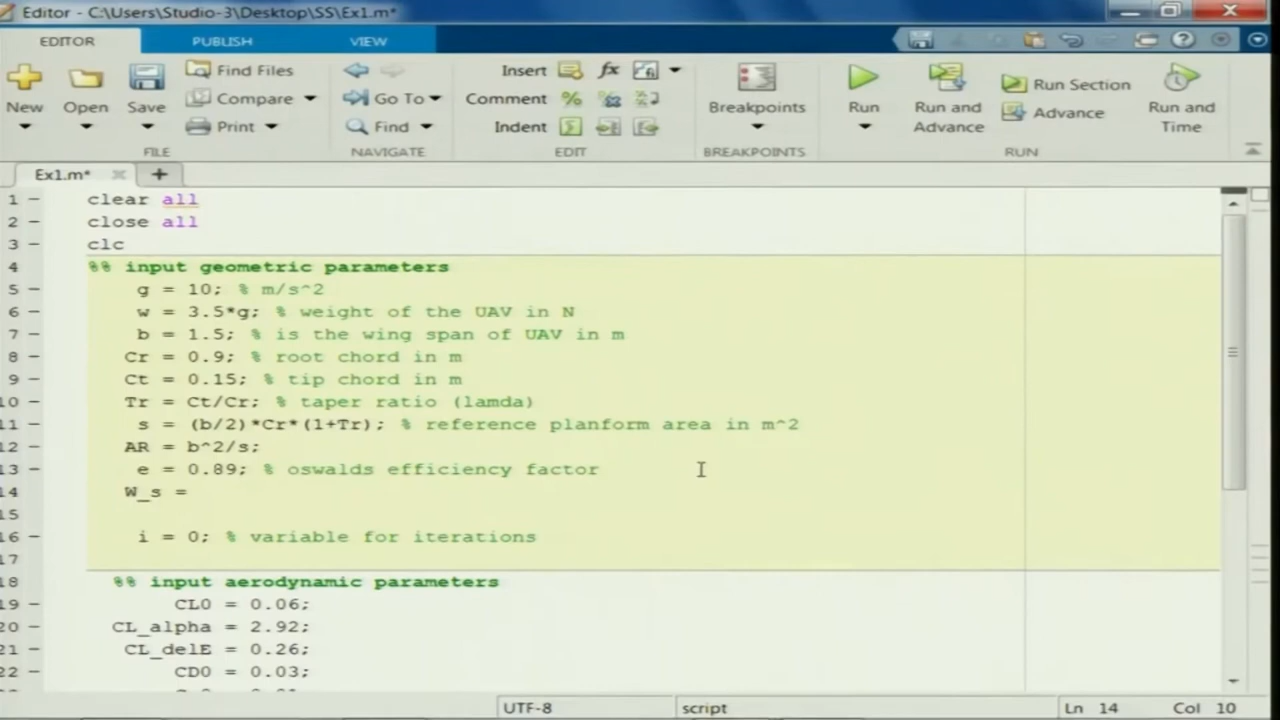 Editor - C:\Users\Studio-3\Desktop\SS\Ex1.m*
EDITOR PUBLISH VIEW
New Open Save Find Files Compare Print
FILE
Go To Find
NAVIGATE
Insert fx
Comment %
Indent
EDIT
Breakpoints
BREAKPOINTS
Run Run and Advance Run Section Advance Run and Time
RUN
Ex1.m* × +
1 – clear all
2 – close all
3 – clc
4 %% input geometric parameters
5 – g = 10; % m/s^2
6 – w = 3.5*g; % weight of the UAV in N
7 – b = 1.5; % is the wing span of UAV in m
8 – Cr = 0.9; % root chord in m
9 – Ct = 0.15; % tip chord in m
10 – Tr = Ct/Cr; % taper ratio (lamda)
11 – s = (b/2)*Cr*(1+Tr); % reference planform area in m^2
12 – AR = b^2/s;
13 – e = 0.89; % oswalds efficiency factor
14 W_s =
15
16 – i = 0; % variable for iterations
17
18 %% input aerodynamic parameters
19 – CL0 = 0.06;
20 – CL_alpha = 2.92;
21 – CL_delE = 0.26;
22 – CD0 = 0.03;
UTF-8 script Ln 14 Col 10